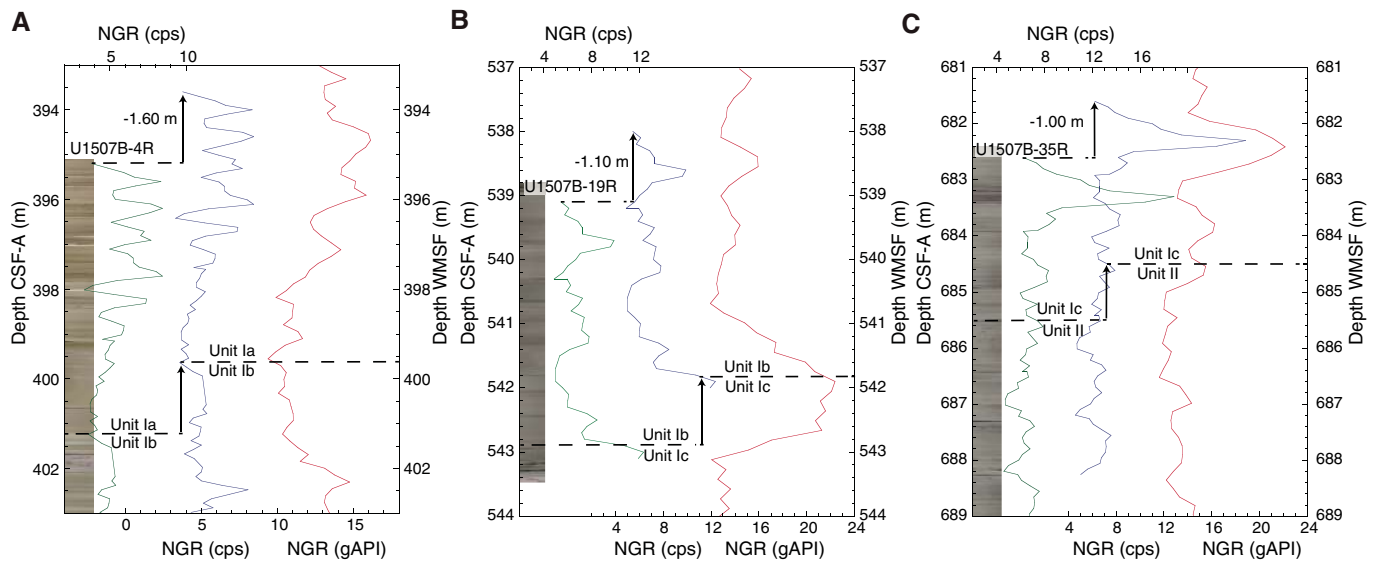 A
NGR (cps)
5 10
394
396
398
400
402
Depth CSF-A (m)
-1.60 m
U1507B-4R
Unit Ia
Unit Ib
Unit Ia
Unit Ib
394
396
398
400
402
Depth WMSF (m)
0 5 10 15
NGR (cps) NGR (gAPI)
B
NGR (cps)
4 8 12
537
538
539
540
541
542
543
544
Depth CSF-A (m)
-1.10 m
U1507B-19R
Unit Ib
Unit Ic
Unit Ib
Unit Ic
537
538
539
540
541
542
543
544
Depth WMSF (m)
4 8 12 16 20 24
NGR (cps) NGR (gAPI)
C
NGR (cps)
4 8 12
681
682
683
684
685
686
687
688
689
Depth CSF-A (m)
-1.00 m
U1507B-35R
Unit Ic
Unit II
Unit Ic
Unit II
681
682
683
684
685
686
687
688
689
Depth WMSF (m)
4 8 12 16 20 24
NGR (cps) NGR (gAPI)